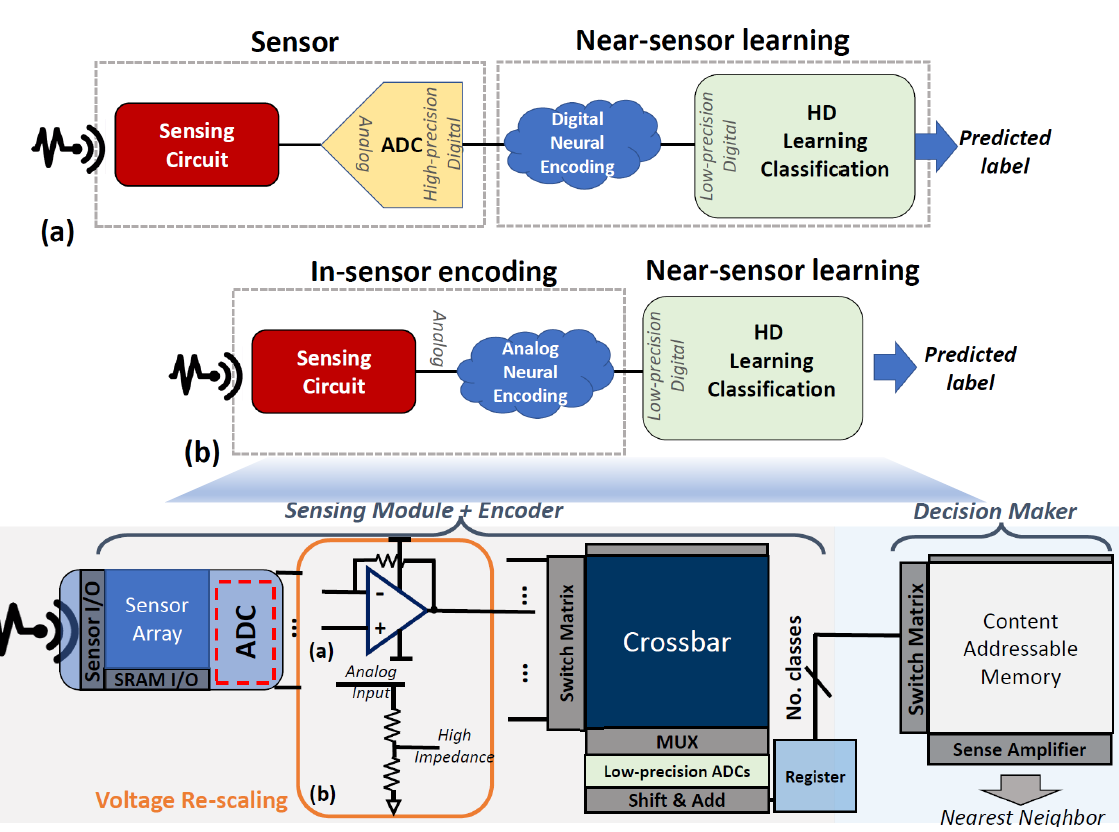 Sensor
Near-sensor learning
Sensing
Circuit
Analog
ADC
High-precision
Digital
Digital
Neural
Encoding
Low-precision
Digital
HD
Learning
Classification
Predicted
label
(a)
In-sensor encoding
Near-sensor learning
Sensing
Circuit
Analog
Analog
Neural
Encoding
Low-precision
Digital
HD
Learning
Classification
Predicted
label
(b)
Sensing Module + Encoder
Decision Maker
Sensor I/O
Sensor
Array
SRAM I/O
ADC
...
-
+
(a)
Analog
Input
High
Impedance
(b)
Voltage Re-scaling
...
...
Switch Matrix
Crossbar
MUX
Low-precision ADCs
Shift & Add
No. classes
Register
Switch Matrix
Content
Addressable
Memory
Sense Amplifier
Nearest Neighbor